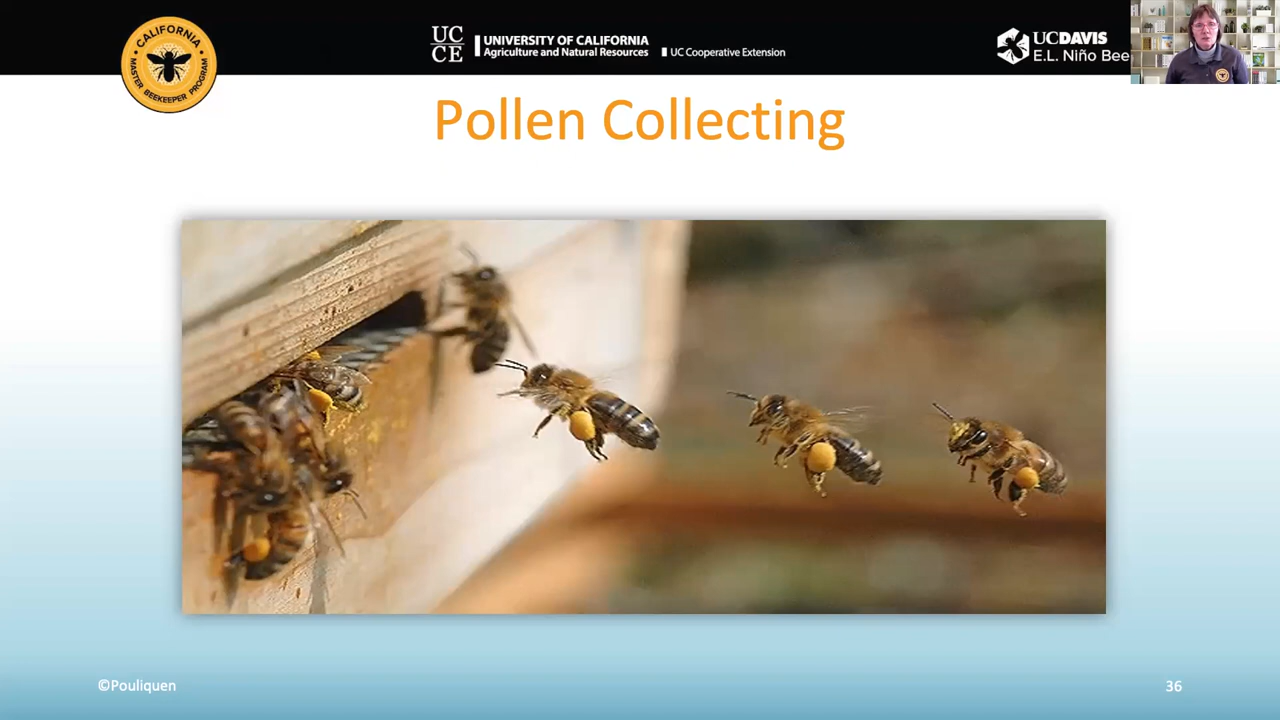 CALIFORNIA
MASTER BEEKEEPER PROGRAM
UC
CE
UNIVERSITY OF CALIFORNIA
Agriculture and Natural Resources
UC Cooperative Extension
UCDAVIS
E.L. Niño Bee
Pollen Collecting
©Pouliquen
36